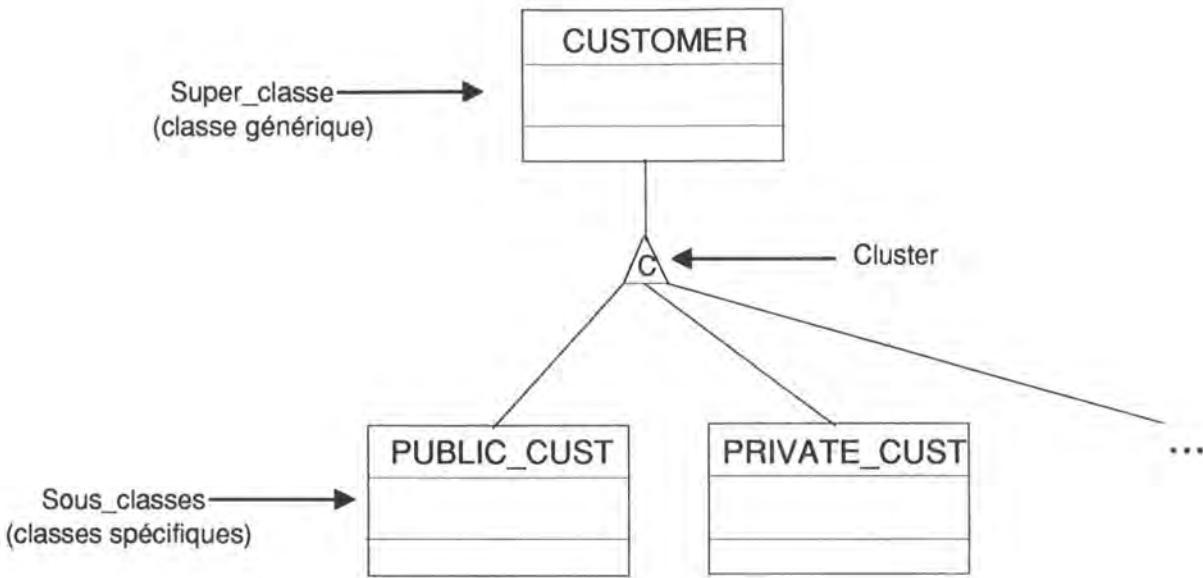 CUSTOMER
Super_classe
(classe générique)
C
Cluster
PUBLIC_CUST
PRIVATE_CUST
...
Sous_classes
(classes spécifiques)